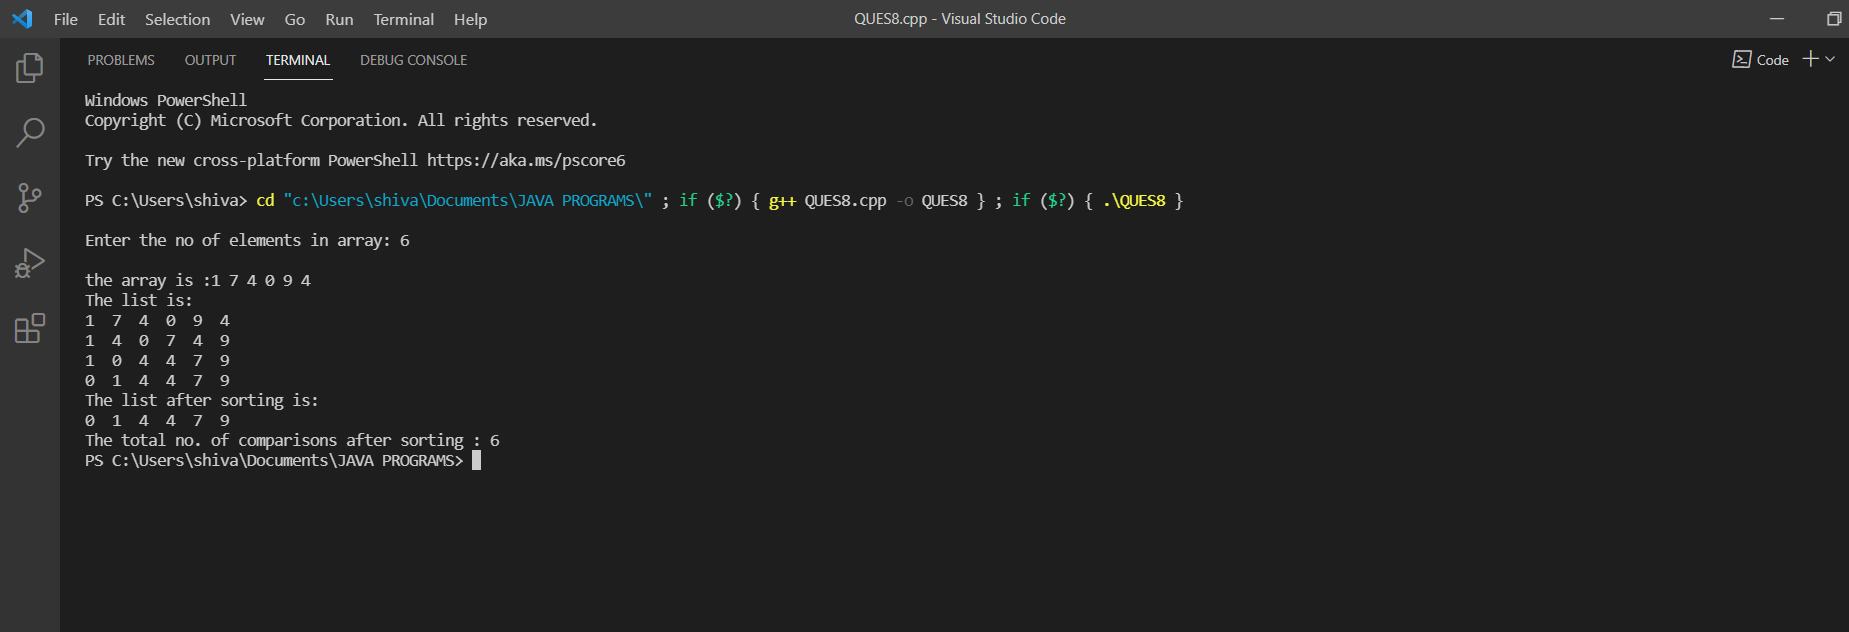 File Edit Selection View Go Run Terminal Help QUES8.cpp - Visual Studio Code
PROBLEMS OUTPUT TERMINAL DEBUG CONSOLE Code
Windows PowerShell
Copyright (C) Microsoft Corporation. All rights reserved.
Try the new cross-platform PowerShell https://aka.ms/pscore6
PS C:\Users\shiva> cd "c:\Users\shiva\Documents\JAVA PROGRAMS\" ; if ($?) { g++ QUES8.cpp -o QUES8 } ; if ($?) { .\QUES8 }
Enter the no of elements in array: 6
the array is :1 7 4 0 9 4
The list is:
1 7 4 0 9 4
1 4 0 7 4 9
1 0 4 4 7 9
0 1 4 4 7 9
The list after sorting is:
0 1 4 4 7 9
The total no. of comparisons after sorting : 6
PS C:\Users\shiva\Documents\JAVA PROGRAMS>